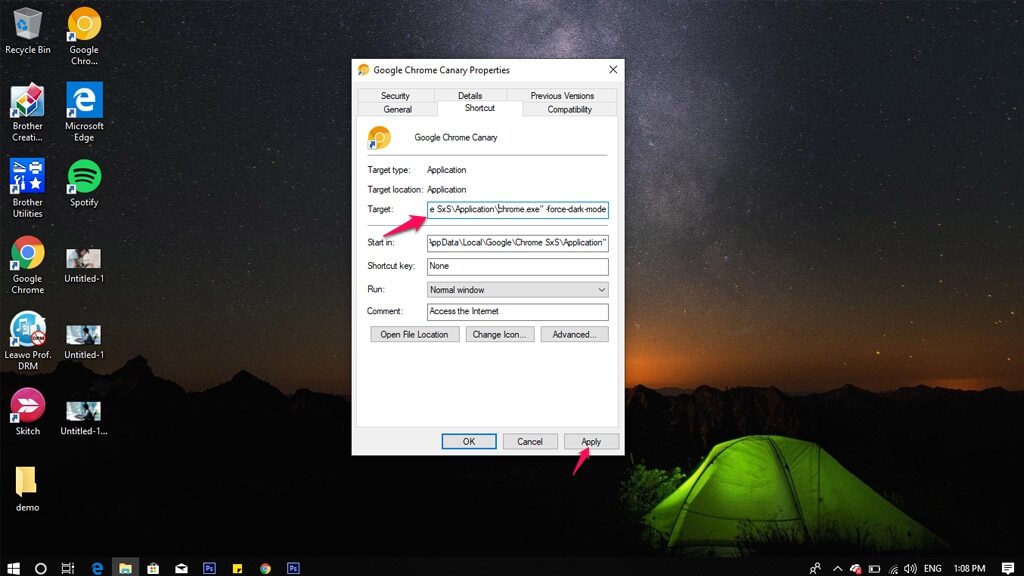 Recycle Bin
Google
Chro...
Brother
Creati...
Microsoft
Edge
Brother
Utilities
Spotify
Google
Chrome
Untitled-1
Leawo Prof.
DRM
Untitled-1
Skitch
Untitled-1...
demo
Google Chrome Canary Properties
Security
Details
Previous Versions
General
Shortcut
Compatibility
Google Chrome Canary
Target type: Application
Target location: Application
Target: e SxS\Application\chrome.exe" -force-dark-mode
Start in: \AppData\Local\Google\Chrome SxS\Application"
Shortcut key: None
Run: Normal window
Comment: Access the Internet
Open File Location
Change Icon...
Advanced...
OK
Cancel
Apply
Ps
Ps
ENG
1:08 PM